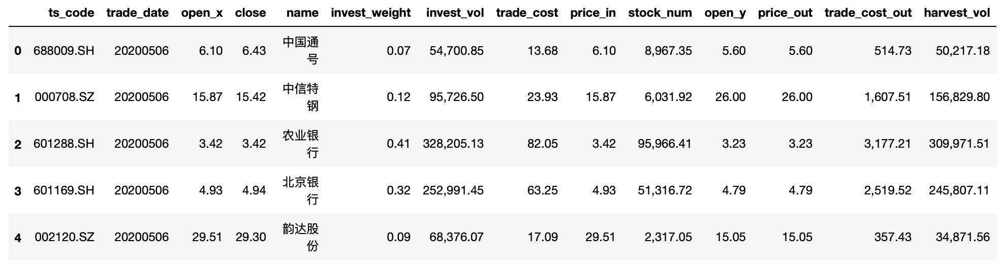 ts_code trade_date open_x close name invest_weight invest_vol trade_cost price_in stock_num open_y price_out trade_cost_out harvest_vol
0 688009.SH 20200506 6.10 6.43 中国通 0.07 54,700.85 13.68 6.10 8,967.35 5.60 5.60 514.73 50,217.18
号
1 000708.SZ 20200506 15.87 15.42 中信特 0.12 95,726.50 23.93 15.87 6,031.92 26.00 26.00 1,607.51 156,829.80
钢
2 601288.SH 20200506 3.42 3.42 农业银 0.41 328,205.13 82.05 3.42 95,966.41 3.23 3.23 3,177.21 309,971.51
行
3 601169.SH 20200506 4.93 4.94 北京银 0.32 252,991.45 63.25 4.93 51,316.72 4.79 4.79 2,519.52 245,807.11
行
4 002120.SZ 20200506 29.51 29.30 韵达股 0.09 68,376.07 17.09 29.51 2,317.05 15.05 15.05 357.43 34,871.56
份